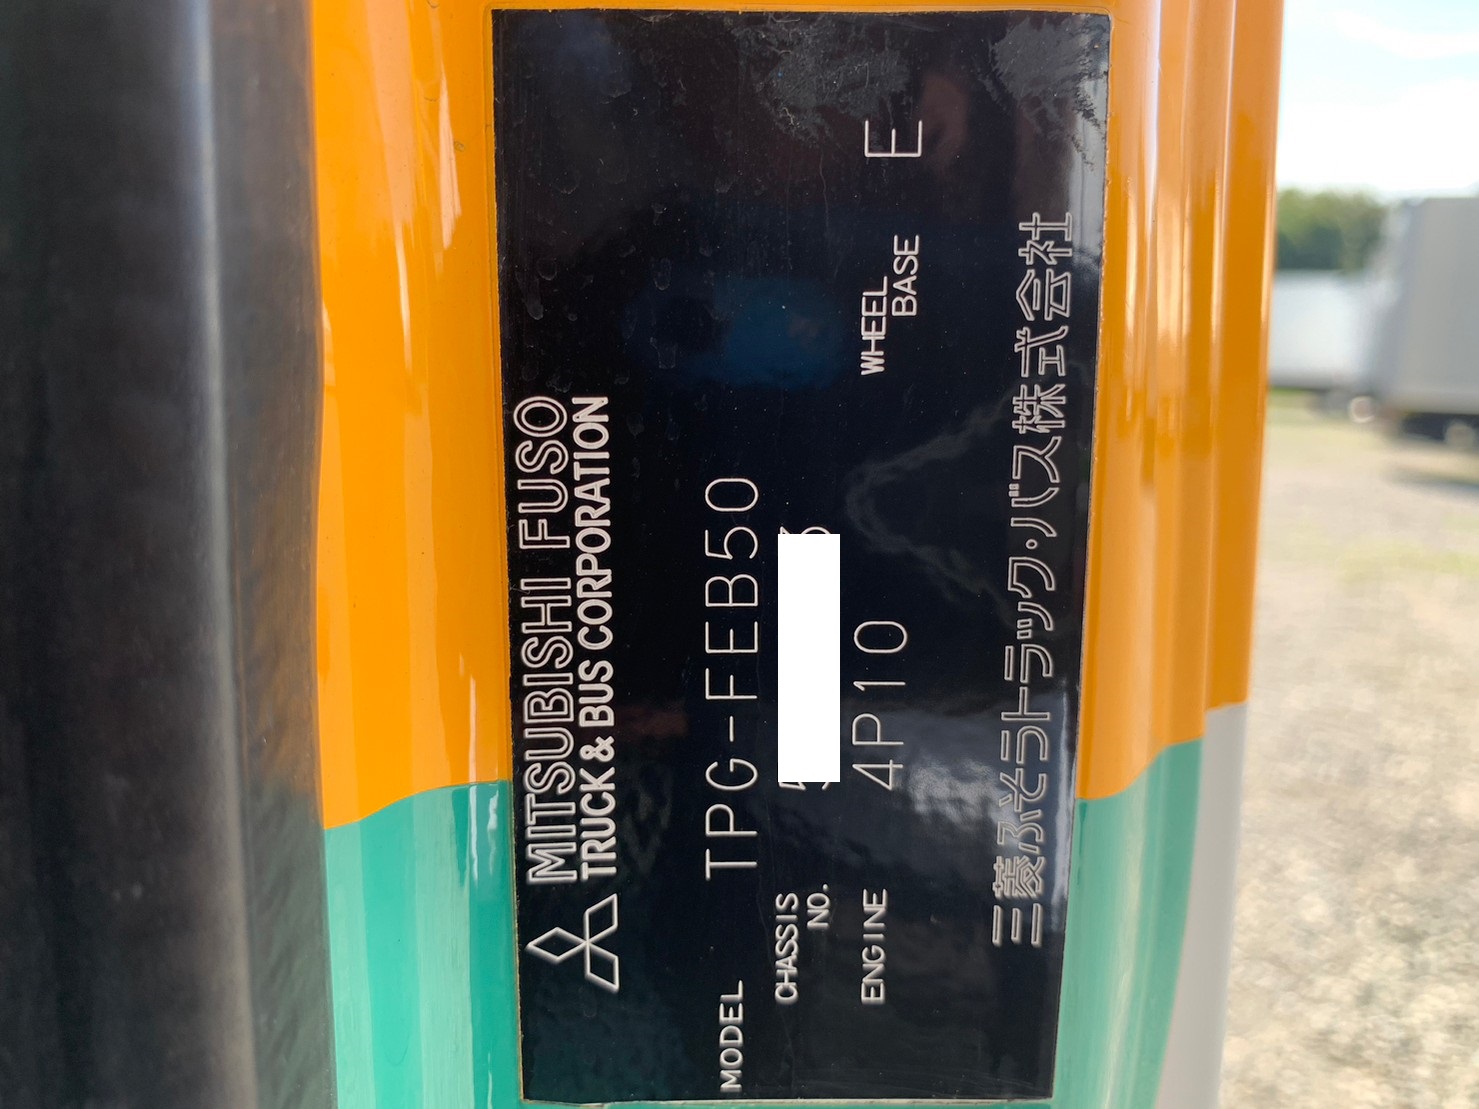 MITSUBISHI FUSO
TRUCK & BUS CORPORATION
MODEL TPG-FEB50
CHASSIS NO.
ENGINE 4P10 WHEEL BASE E
三菱ふそうトラック・バス株式会社